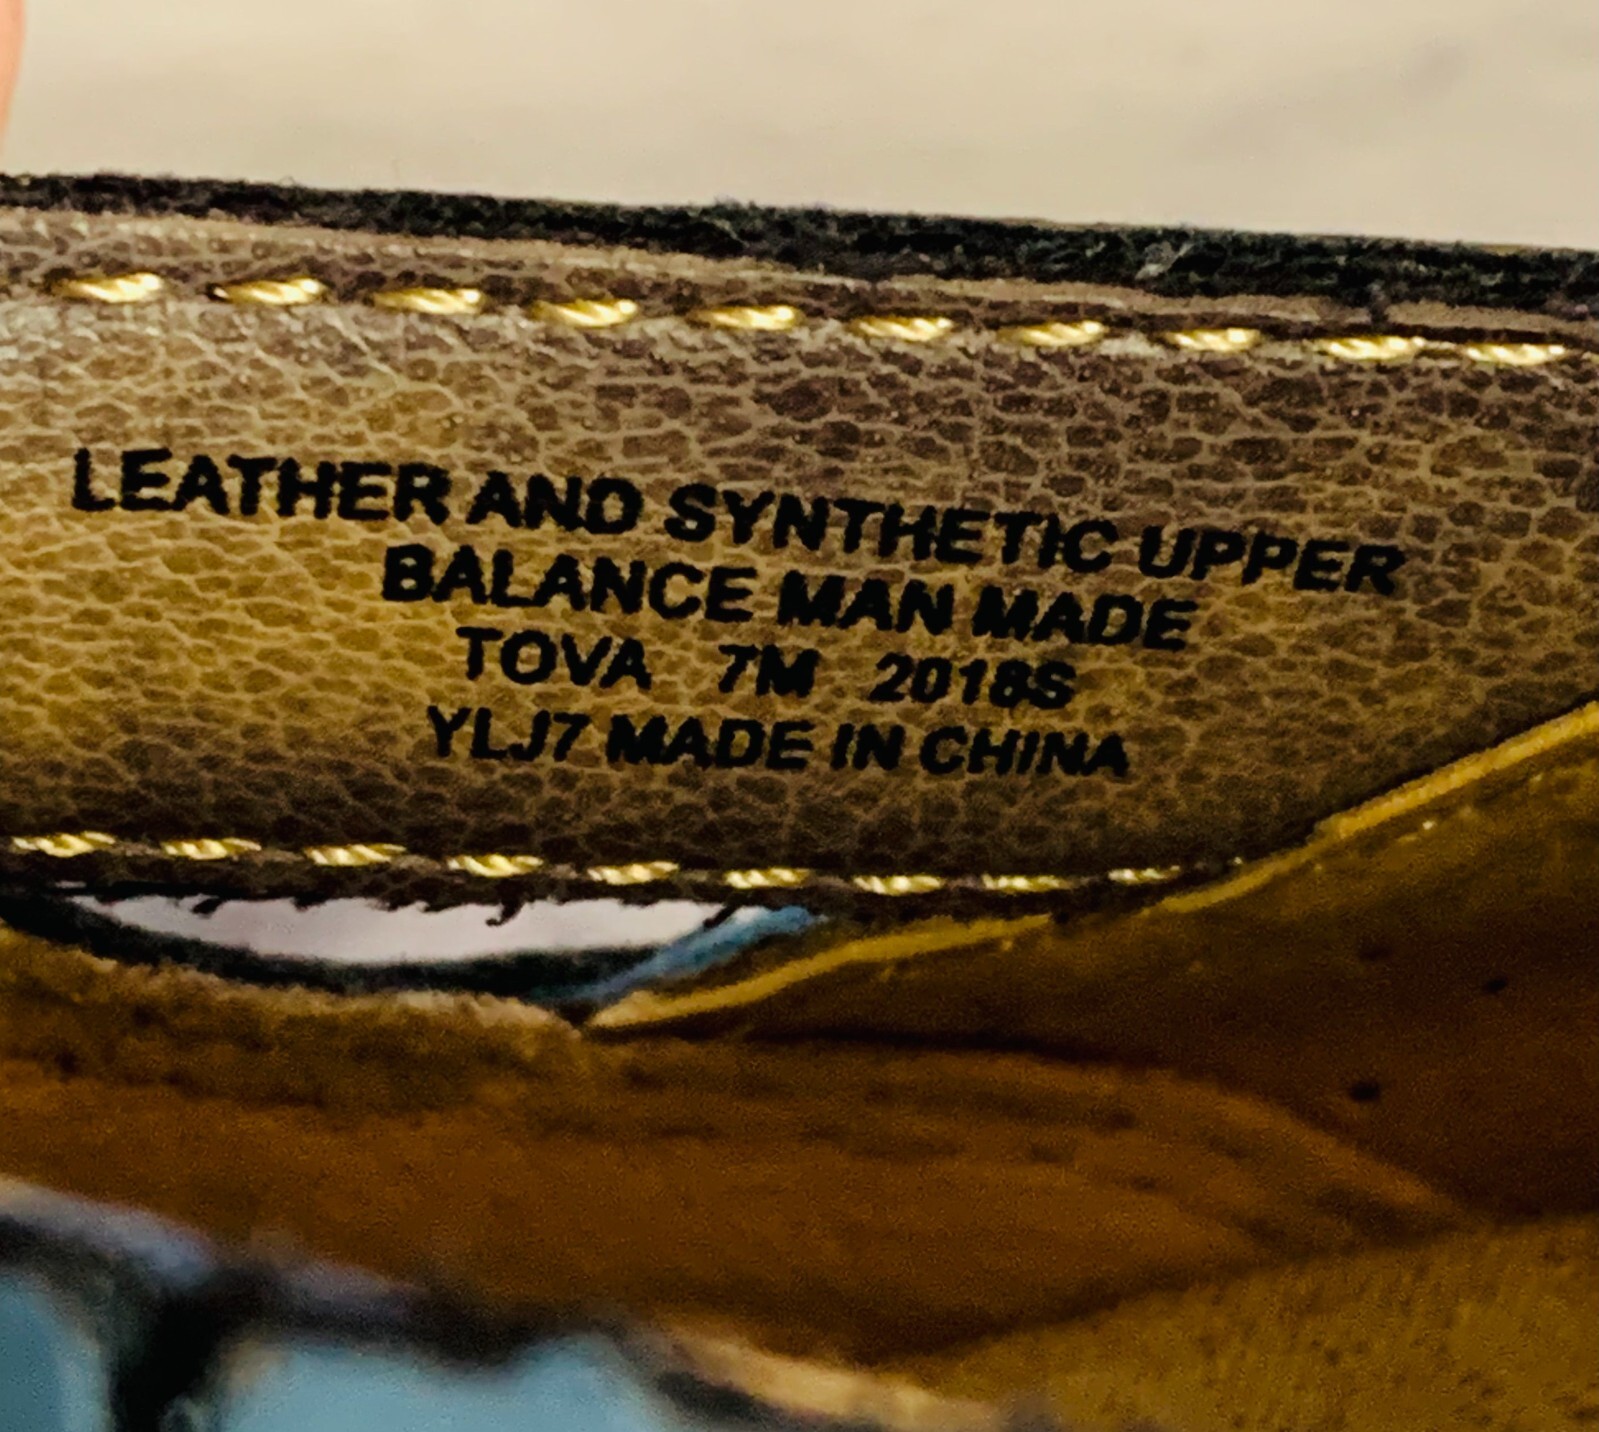 LEATHER AND SYNTHETIC UPPER
BALANCE MAN MADE
TOVA 7M 2018S
YLJ7 MADE IN CHINA